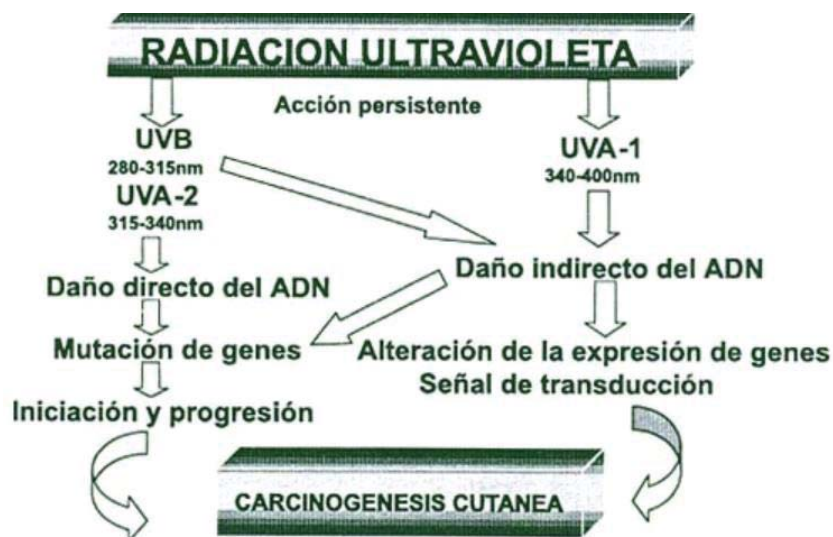 RADIACION ULTRAVIOLETA
Acción persistente
UVB
280-315nm
UVA-2
315-340nm
UVA-1
340-400nm
Daño directo del ADN
Daño indirecto del ADN
Mutación de genes
Alteración de la expresión de genes
Señal de transducción
Iniciación y progresión
CARCINOGENESIS CUTANEA